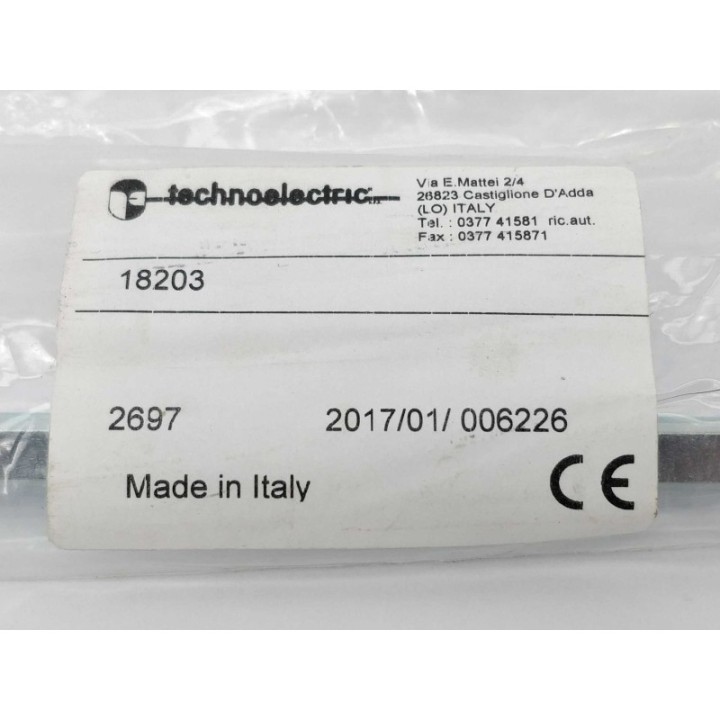 technoelectric
Via E.Mattei 2/4
26823 Castiglione D'Adda
(LO) ITALY
Tel. : 0377 41581 ric.aut.
Fax : 0377 415871
18203
2697 2017/01/ 006226
Made in Italy CE